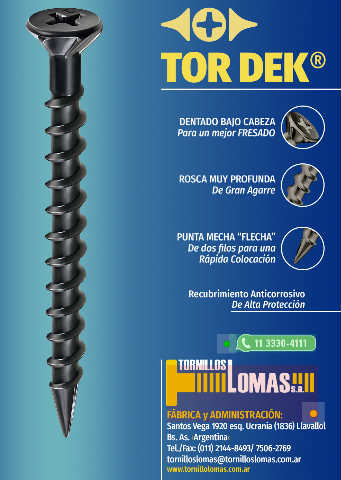 TOR DEK®
DENTADO BAJO CABEZA
Para un mejor FRESADO
ROSCA MUY PROFUNDA
De Gran Agarre
PUNTA MECHA "FLECHA"
De dos filos para una
Rápida Colocación
Recubrimiento Anticorrosivo
De Alta Protección
11 3330-4111
TORNILLOS
LOMAS S.A.
FÁBRICA y ADMINISTRACIÓN:
Santos Vega 1920 esq. Ucrania (1836) Llavallol
Bs. As. Argentina
Tel./Fax: (011) 2144-8493/ 7506-2769
tornilloslomas@tornilloslomas.com.ar
www.tornillolomas.com.ar